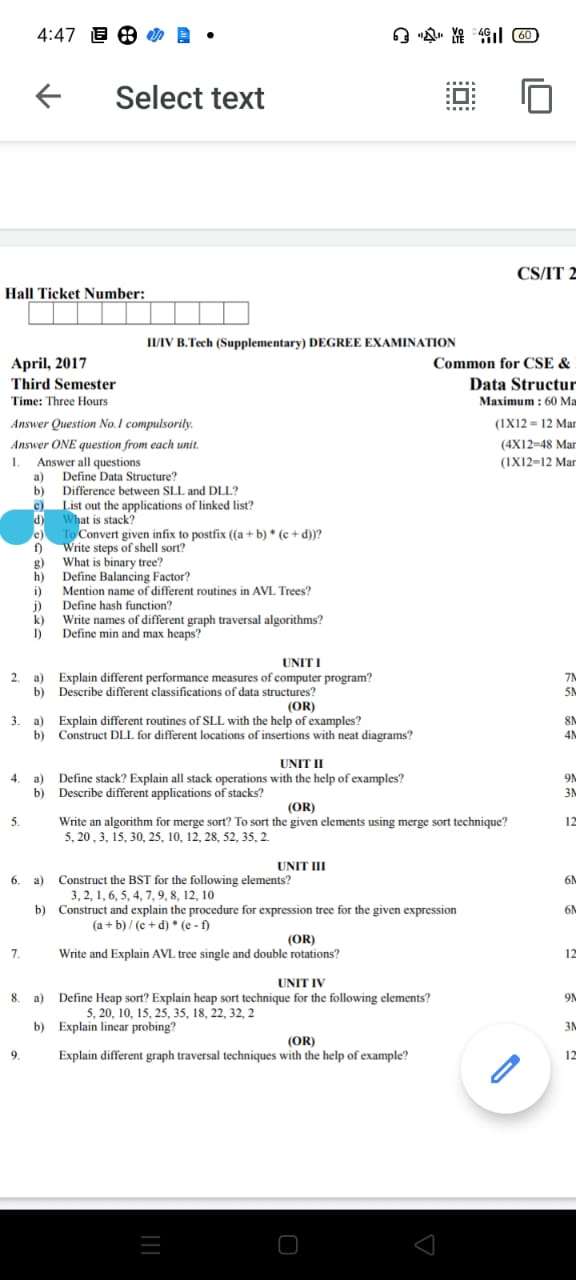 4:47
VO LTE 4G 60
Select text
CS/IT 2
Hall Ticket Number:
II/IV B.Tech (Supplementary) DEGREE EXAMINATION
April, 2017 Common for CSE &
Third Semester Data Structur
Time: Three Hours Maximum : 60 Ma
Answer Question No.1 compulsorily. (1X12 = 12 Mar
Answer ONE question from each unit. (4X12=48 Mar
1. Answer all questions (1X12=12 Mar
a) Define Data Structure?
b) Difference between SLL and DLL?
c) List out the applications of linked list?
d) What is stack?
e) To Convert given infix to postfix ((a + b) * (c + d))?
f) Write steps of shell sort?
g) What is binary tree?
h) Define Balancing Factor?
i) Mention name of different routines in AVL Trees?
j) Define hash function?
k) Write names of different graph traversal algorithms?
l) Define min and max heaps?
UNIT I
2. a) Explain different performance measures of computer program? 7M
b) Describe different classifications of data structures? 5M
(OR)
3. a) Explain different routines of SLL with the help of examples? 8M
b) Construct DLL for different locations of insertions with neat diagrams? 4M
UNIT II
4. a) Define stack? Explain all stack operations with the help of examples? 9M
b) Describe different applications of stacks? 3M
(OR)
5. Write an algorithm for merge sort? To sort the given elements using merge sort technique? 12
5, 20 , 3, 15, 30, 25, 10, 12, 28, 52, 35, 2.
UNIT III
6. a) Construct the BST for the following elements? 6M
3, 2, 1, 6, 5, 4, 7, 9, 8, 12, 10
b) Construct and explain the procedure for expression tree for the given expression 6M
(a + b) / (c + d) * (e - f)
(OR)
7. Write and Explain AVL tree single and double rotations? 12
UNIT IV
8. a) Define Heap sort? Explain heap sort technique for the following elements? 9M
5, 20, 10, 15, 25, 35, 18, 22, 32, 2
b) Explain linear probing? 3M
(OR)
9. Explain different graph traversal techniques with the help of example? 12